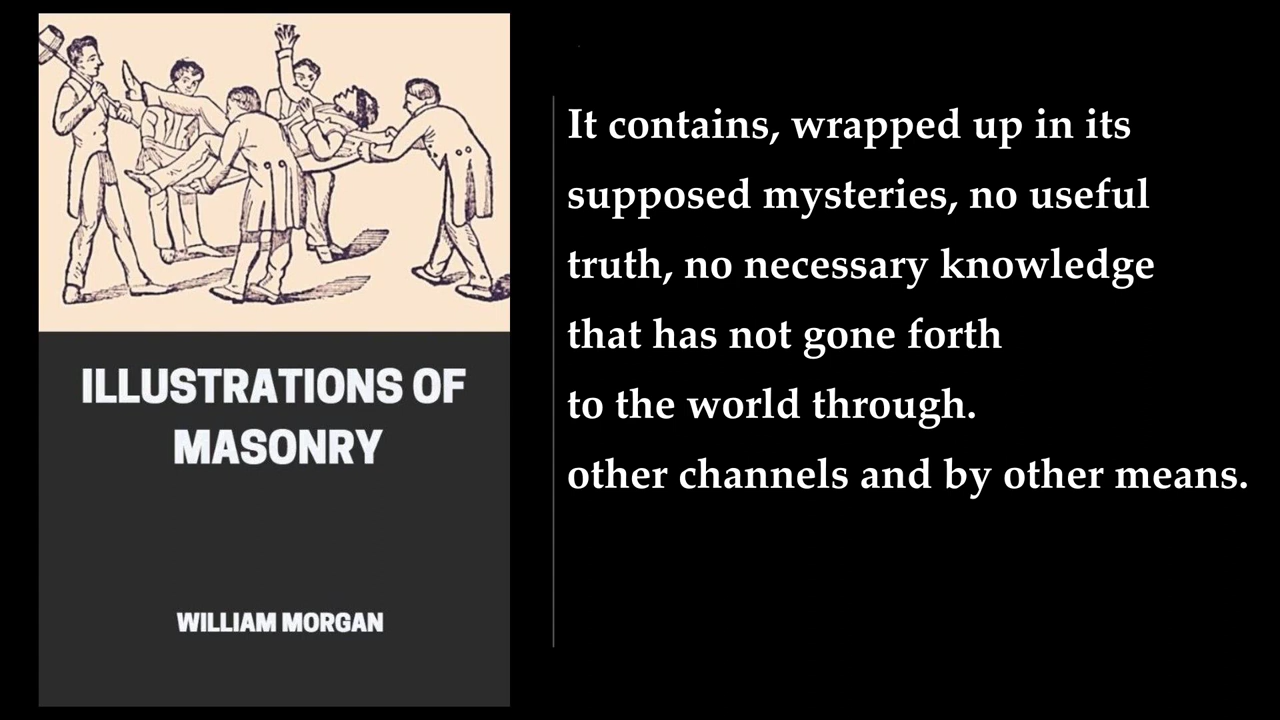 ILLUSTRATIONS OF
MASONRY
WILLIAM MORGAN
It contains, wrapped up in its
supposed mysteries, no useful
truth, no necessary knowledge
that has not gone forth
to the world through.
other channels and by other means.